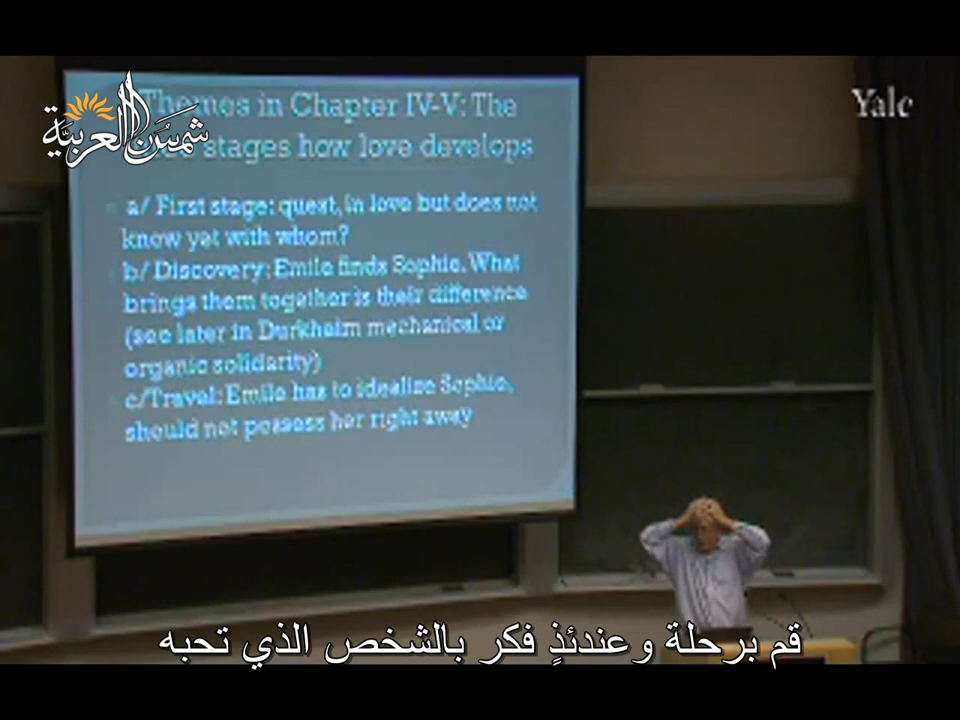 Themes in Chapter IV-V: The
stages how love develops
Yale
شمس العربية
a/ First stage: quest, in love but does not
know yet with whom?
b/ Discovery: Emile finds Sophie. What
brings them together is their difference
(see later in Durkheim mechanical or
organic solidarity)
c/Travel: Emile has to idealize Sophie,
should not possess her right away
قم برحلة وعندئذٍ فكر بالشخص الذي تحبه